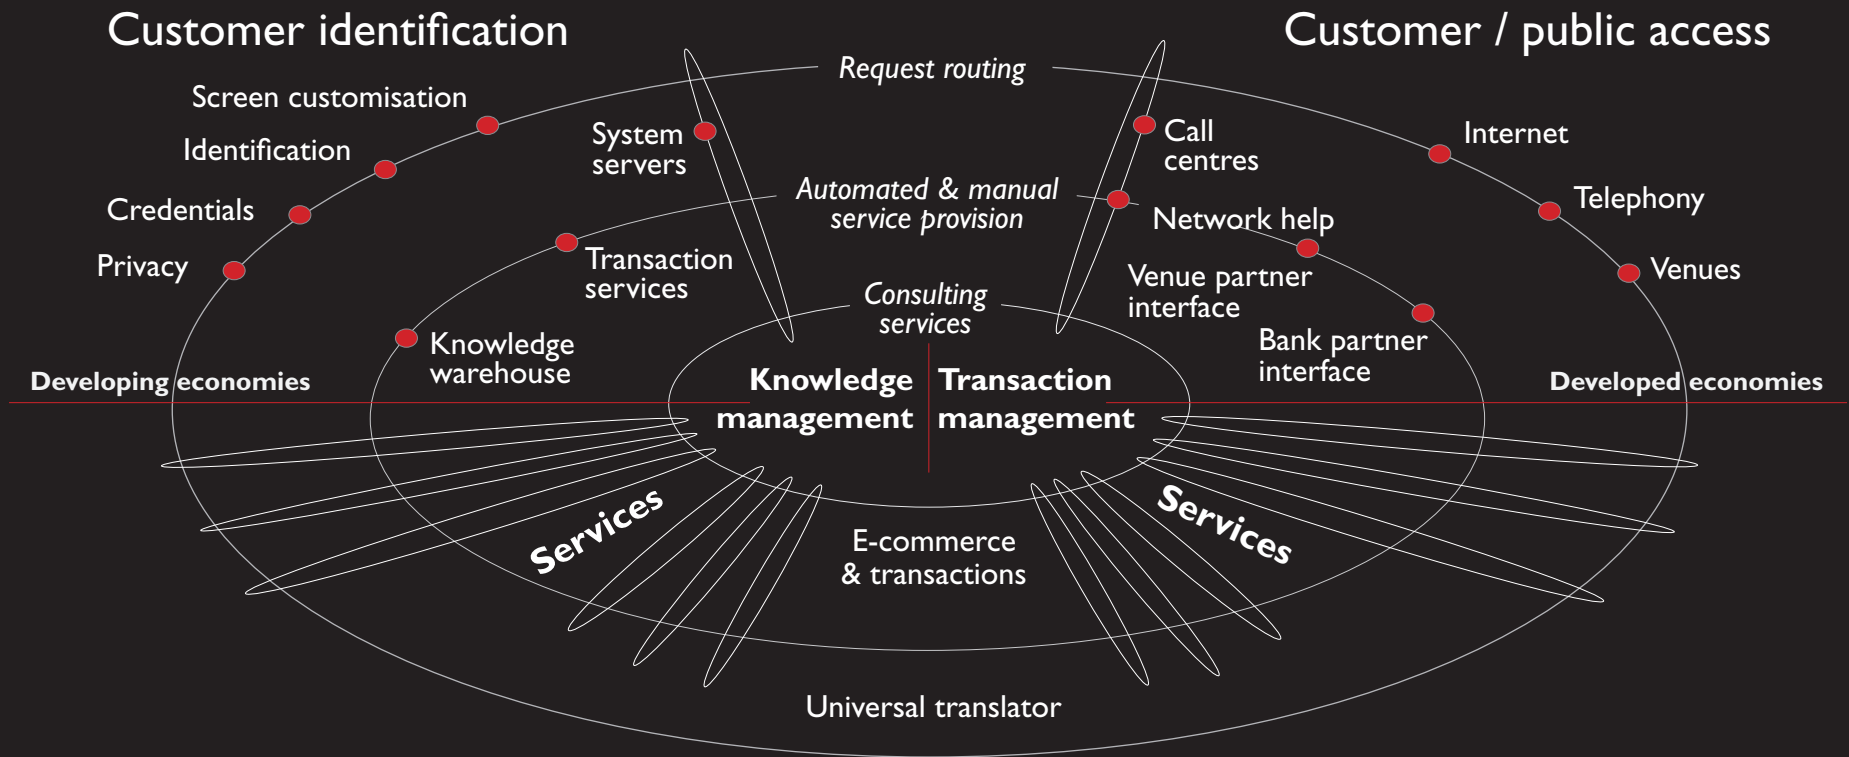 Customer identification
Customer / public access
Request routing
Screen customisation
Identification
Credentials
Privacy
System
servers
Call
centres
Internet
Telephony
Venues
Automated & manual
service provision
Network help
Transaction
services
Venue partner
interface
Consulting
services
Knowledge
warehouse
Bank partner
interface
Developing economies
Developed economies
Knowledge
management
Transaction
management
Services
Services
E-commerce
& transactions
Universal translator